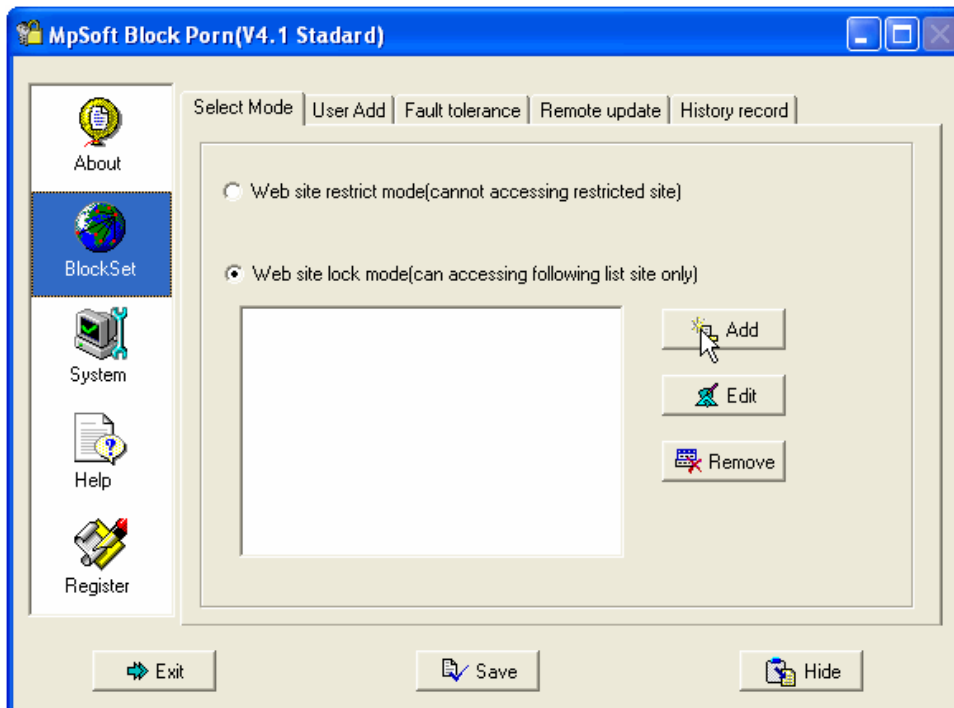 MpSoft Block Porn(V4.1 Stadard)
About
BlockSet
System
Help
Register
Select Mode
User Add
Fault tolerance
Remote update
History record
Web site restrict mode(cannot accessing restricted site)
Web site lock mode(can accessing following list site only)
Add
Edit
Remove
Exit
Save
Hide